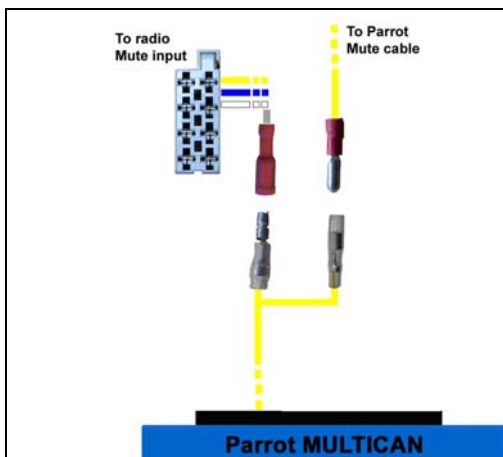 To radio
Mute input
To Parrot
Mute cable
Parrot MULTICAN